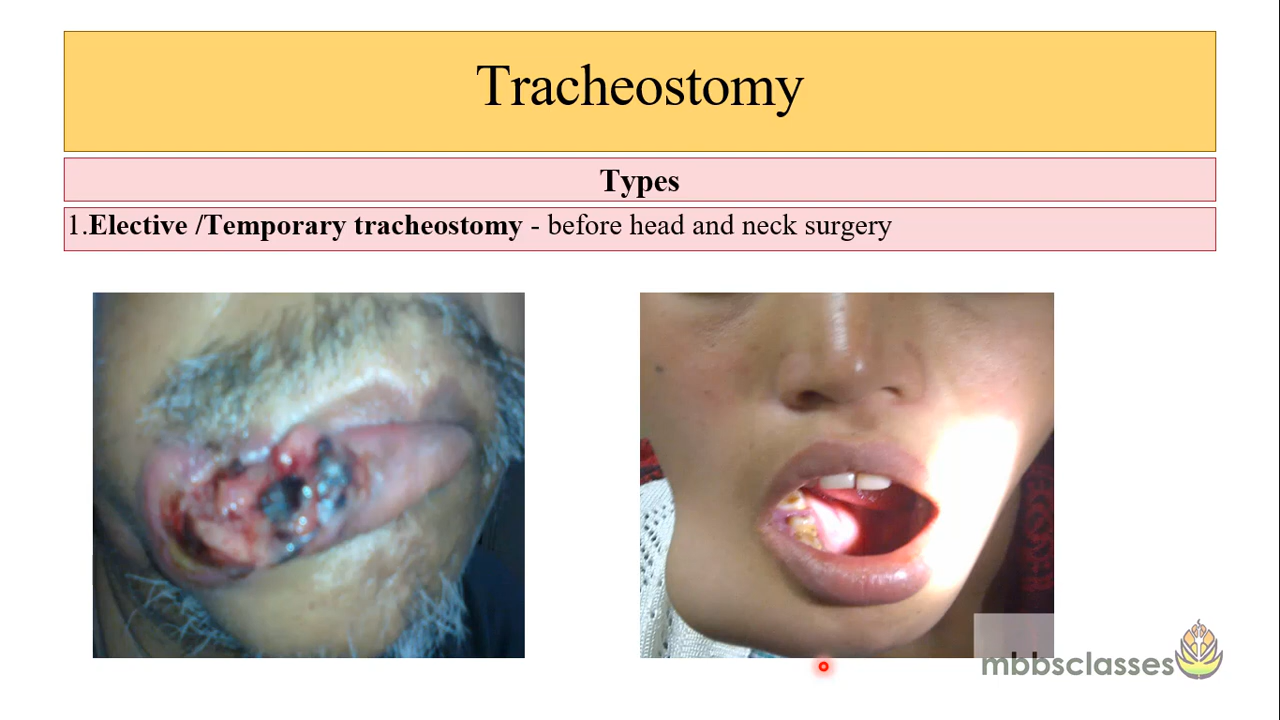 Tracheostomy
Types
1.Elective /Temporary tracheostomy - before head and neck surgery
mbbsclasses